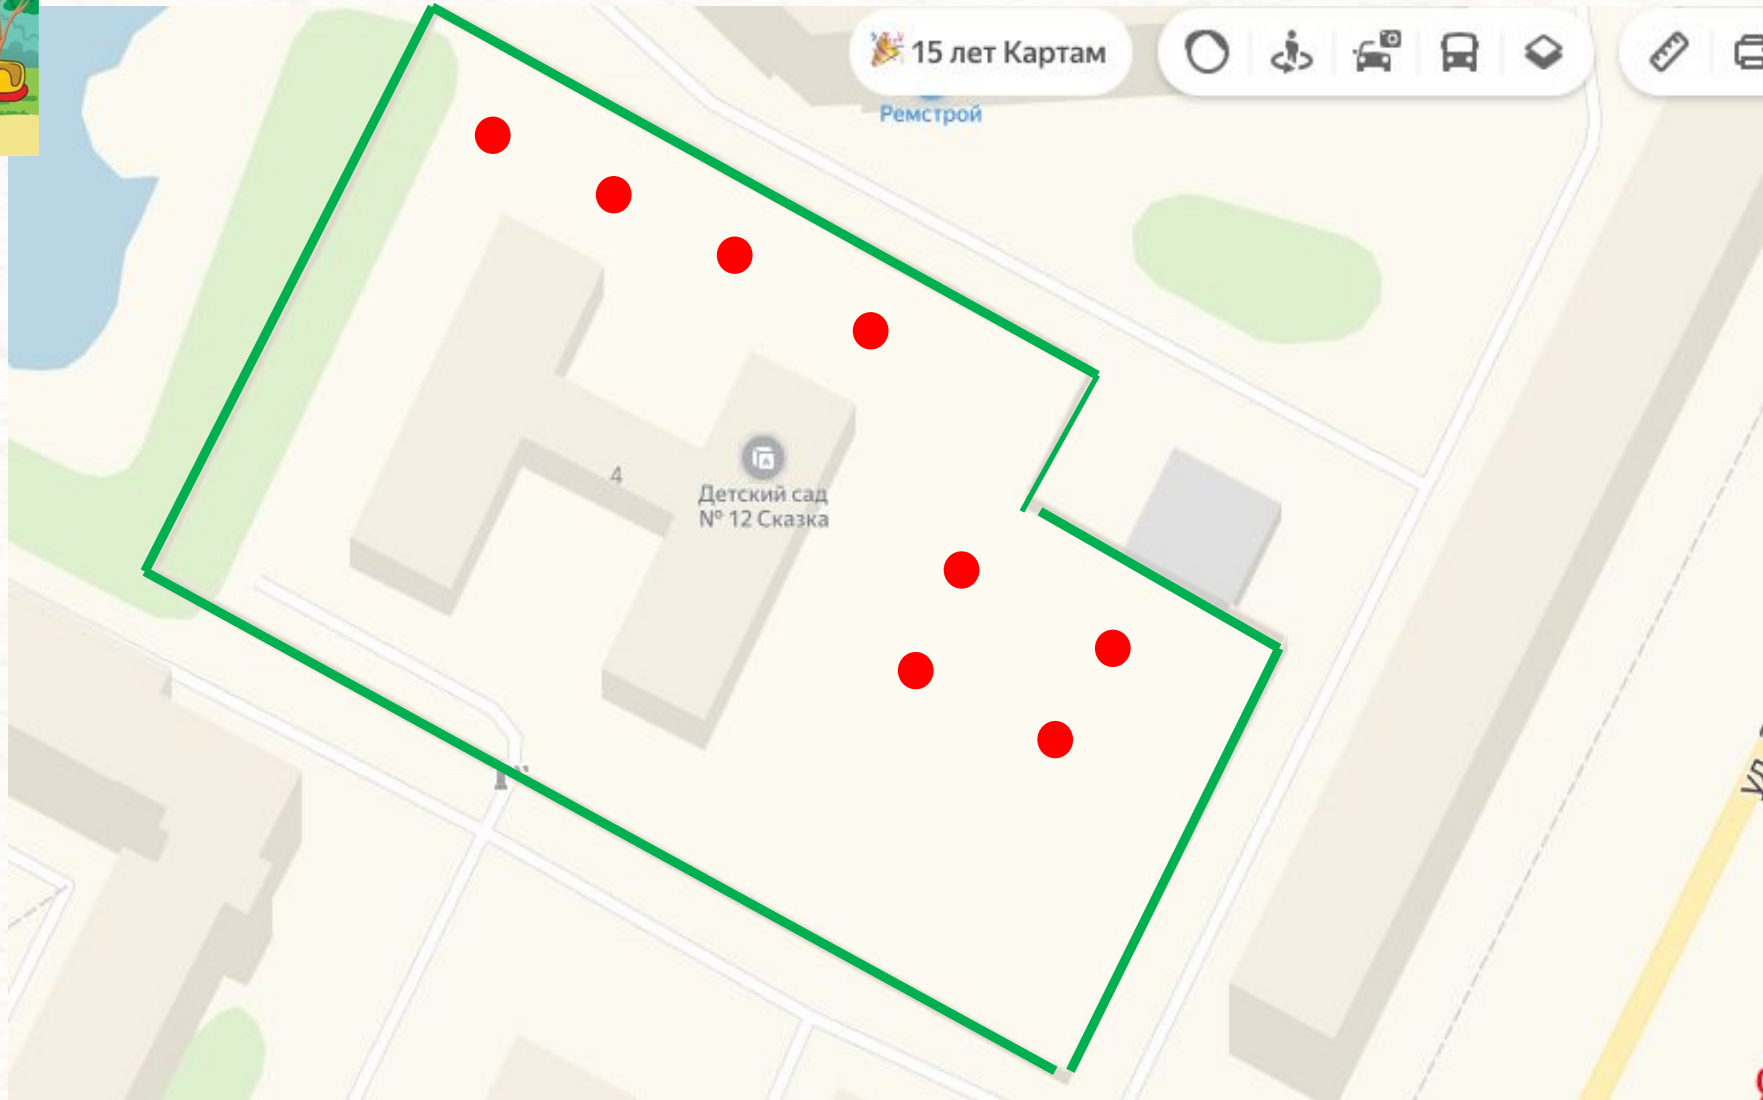 15 лет Картам
Ремстрой
4
Детский сад
№ 12 Сказка